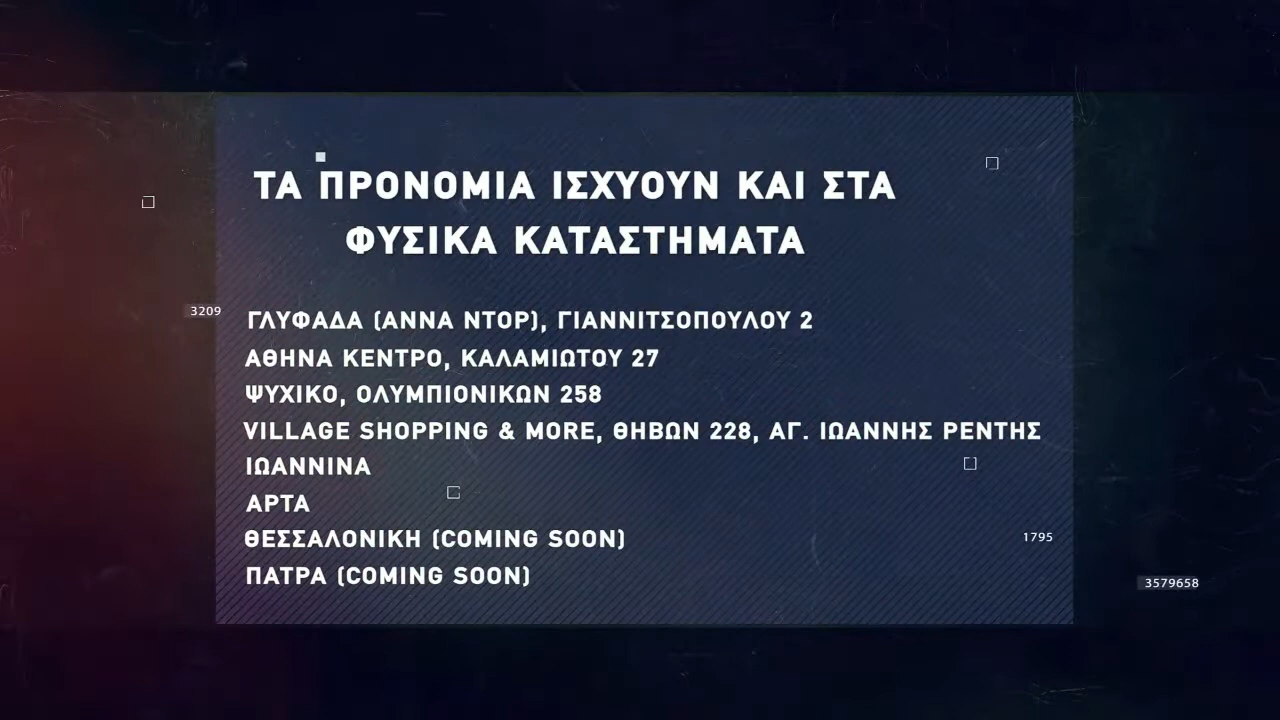 ΤΑ ΠΡΟΝΟΜΙΑ ΙΣΧΥΟΥΝ ΚΑΙ ΣΤΑ
ΦΥΣΙΚΑ ΚΑΤΑΣΤΗΜΑΤΑ
3209
ΓΛΥΦΑΔΑ (ΑΝΝΑ ΝΤΟΡ), ΓΙΑΝΝΙΤΣΟΠΟΥΛΟΥ 2
ΑΘΗΝΑ ΚΕΝΤΡΟ, ΚΑΛΑΜΙΩΤΟΥ 27
ΨΥΧΙΚΟ, ΟΛΥΜΠΙΟΝΙΚΩΝ 258
VILLAGE SHOPPING & MORE, ΘΗΒΩΝ 228, ΑΓ. ΙΩΑΝΝΗΣ ΡΕΝΤΗΣ
ΙΩΑΝΝΙΝΑ
ΑΡΤΑ
ΘΕΣΣΑΛΟΝΙΚΗ (COMING SOON)
1795
ΠΑΤΡΑ (COMING SOON)
3579658